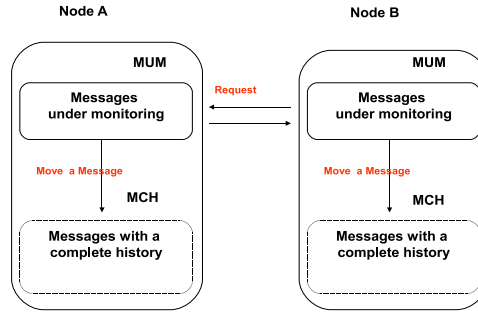 Node A
Node B
MUM
MUM
Messages
under monitoring
Request
Messages
under monitoring
Move a Message
Move a Message
MCH
MCH
Messages with a
complete history
Messages with a
complete history